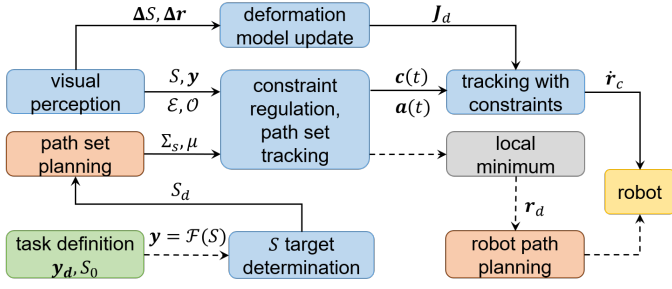 𝚫S, 𝚫𝒓
deformation
model update
𝑱_d
visual
perception
S, 𝒚
ℰ, 𝒪
constraint
regulation,
path set
tracking
𝒄(t)
𝒂(t)
tracking with
constraints
𝒓̇_c
path set
planning
Σ_s, μ
local
minimum
robot
S_d
𝒓_d
task definition
𝒚_𝒅, S_0
𝒚 = ℱ(S)
S target
determination
robot path
planning